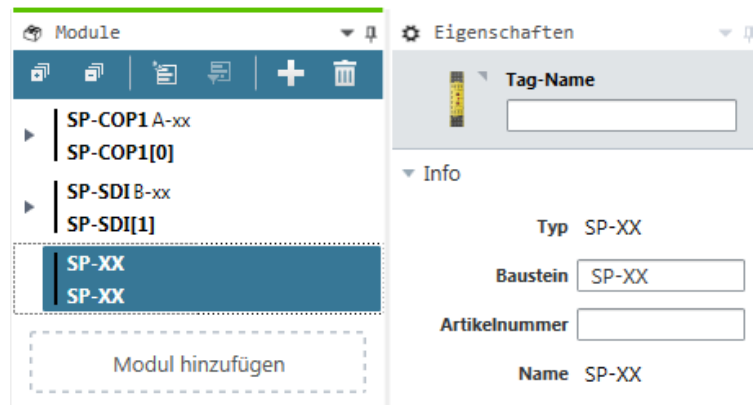 Module
SP-COP1 A-xx
SP-COP1[0]
SP-SDI B-xx
SP-SDI[1]
SP-XX
SP-XX
Modul hinzufügen
Eigenschaften
Tag-Name
Info
Typ SP-XX
Baustein SP-XX
Artikelnummer
Name SP-XX